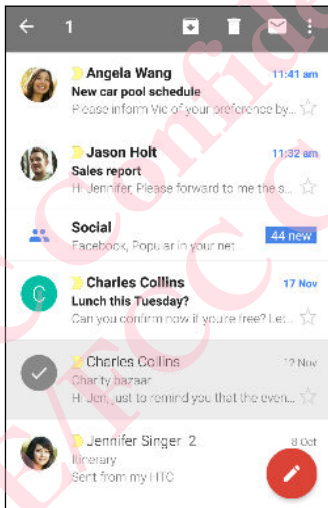 1
Angela Wang 11:41 am
New car pool schedule
Please inform Vic of your preference by...
Jason Holt 11:32 am
Sales report
Hi Jennifer, Please forward to me the s...
Social 44 new
Facebook, Popular in your net...
Charles Collins 17 Nov
C
Lunch this Tuesday?
Can you confirm now if you're free? Let...
Charles Collins 12 Nov
Charity bazaar
Hi Jen, just to remind you that the even...
Jennifer Singer 2 8 Oct
Itinerary
Sent from my HTC